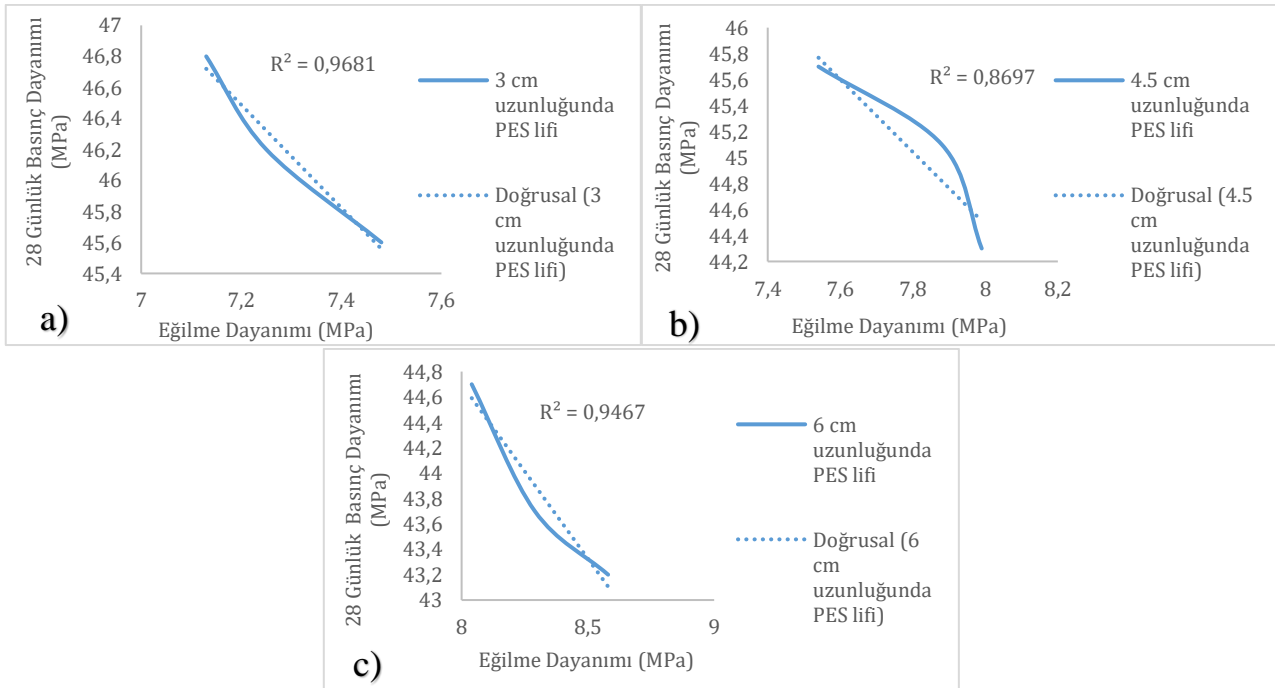 28 Günlük Basınç Dayanımı
(MPa)
47
46,8
46,6
46,4
46,2
46
45,8
45,6
45,4
7
7,2
7,4
7,6
R² = 0,9681
3 cm
uzunluğunda
PES lifi
Doğrusal (3
cm
uzunluğunda
PES lifi)
Eğilme Dayanımı (MPa)
a)
28 Günlük Basınç Dayanımı
(MPa)
46
45,8
45,6
45,4
45,2
45
44,8
44,6
44,4
44,2
7,4
7,6
7,8
8
8,2
R² = 0,8697
4.5 cm
uzunluğunda
PES lifi
Doğrusal (4.5
cm
uzunluğunda
PES lifi)
Eğilme Dayanımı (MPa)
b)
28 Günlük Basınç Dayanımı
(MPa)
44,8
44,6
44,4
44,2
44
43,8
43,6
43,4
43,2
43
8
8,5
9
R² = 0,9467
6 cm
uzunluğunda
PES lifi
Doğrusal (6
cm
uzunluğunda
PES lifi)
Eğilme Dayanımı (MPa)
c)